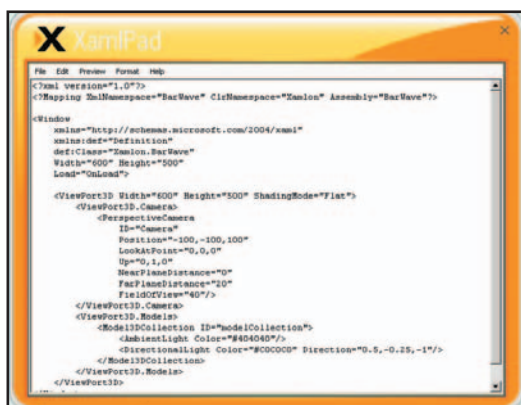 XamlPad
File Edit Preview Format Help
<?xml version="1.0"?>
<?Mapping XmlNamespace="BarWave" ClrNamespace="Xamlon" Assembly="BarWave"?>
<Window
xmlns="http://schemas.microsoft.com/2004/xaml"
xmlns:def="Definition"
def:Class="Xamlon.BarWave"
Width="600" Height="500"
Load="OnLoad">
<ViewPort3D Width="600" Height="500" ShadingMode="Flat">
<ViewPort3D.Camera>
<PerspectiveCamera
ID="Camera"
Position="-100,-100,100"
LookAtPoint="0,0,0"
Up="0,1,0"
NearPlaneDistance="0"
FarPlaneDistance="20"
FieldOfView="40"/>
</ViewPort3D.Camera>
<ViewPort3D.Models>
<Model3DCollection ID="modelCollection">
<AmbientLight Color="#404040"/>
<DirectionalLight Color="#C0C0C0" Direction="0.5,-0.25,-1"/>
</Model3DCollection>
</ViewPort3D.Models>
</ViewPort3D>